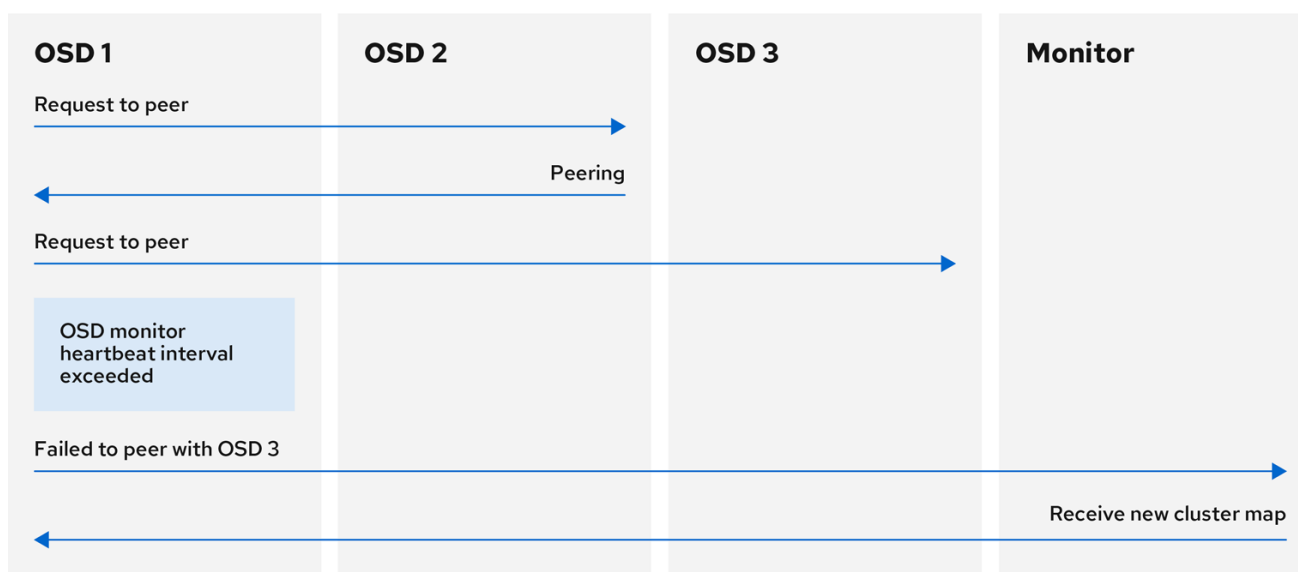 OSD 1
OSD 2
OSD 3
Monitor
Request to peer
Peering
Request to peer
OSD monitor
heartbeat interval
exceeded
Failed to peer with OSD 3
Receive new cluster map